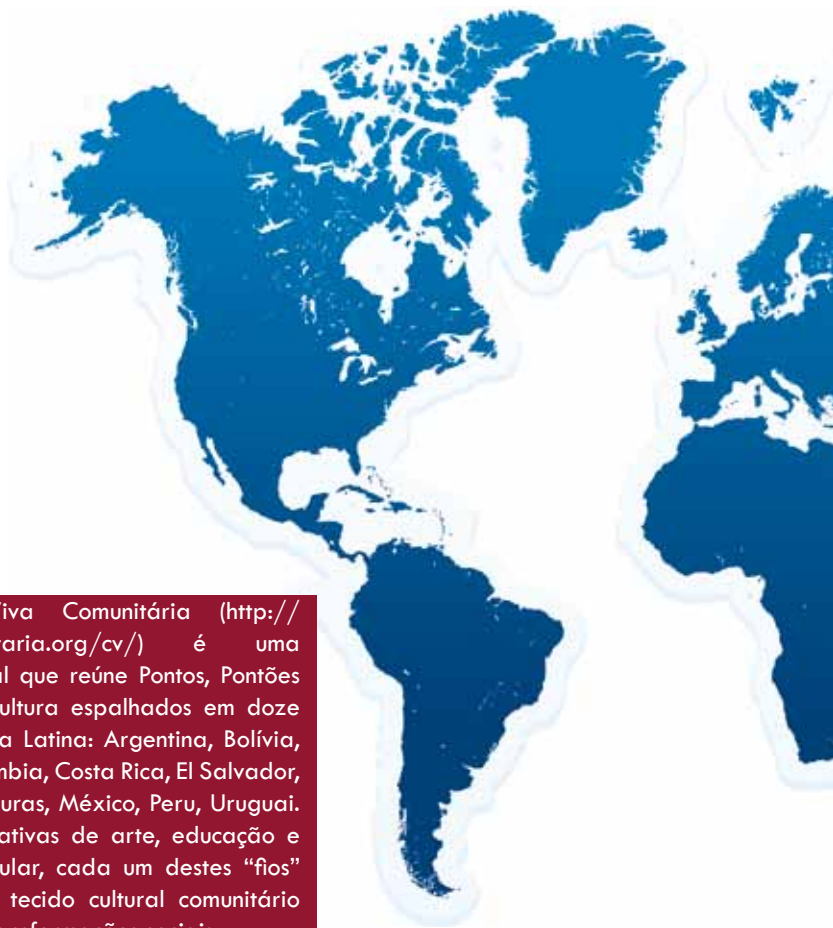 iva Comunitária (http://
aria.org/cv/) é uma
al que reúne Pontos, Pontões
ultura espalhados em doze
a Latina: Argentina, Bolívia,
mbia, Costa Rica, El Salvador,
uras, México, Peru, Uruguai.
ativas de arte, educação e
ular, cada um destes “fios”
tecido cultural comunitário